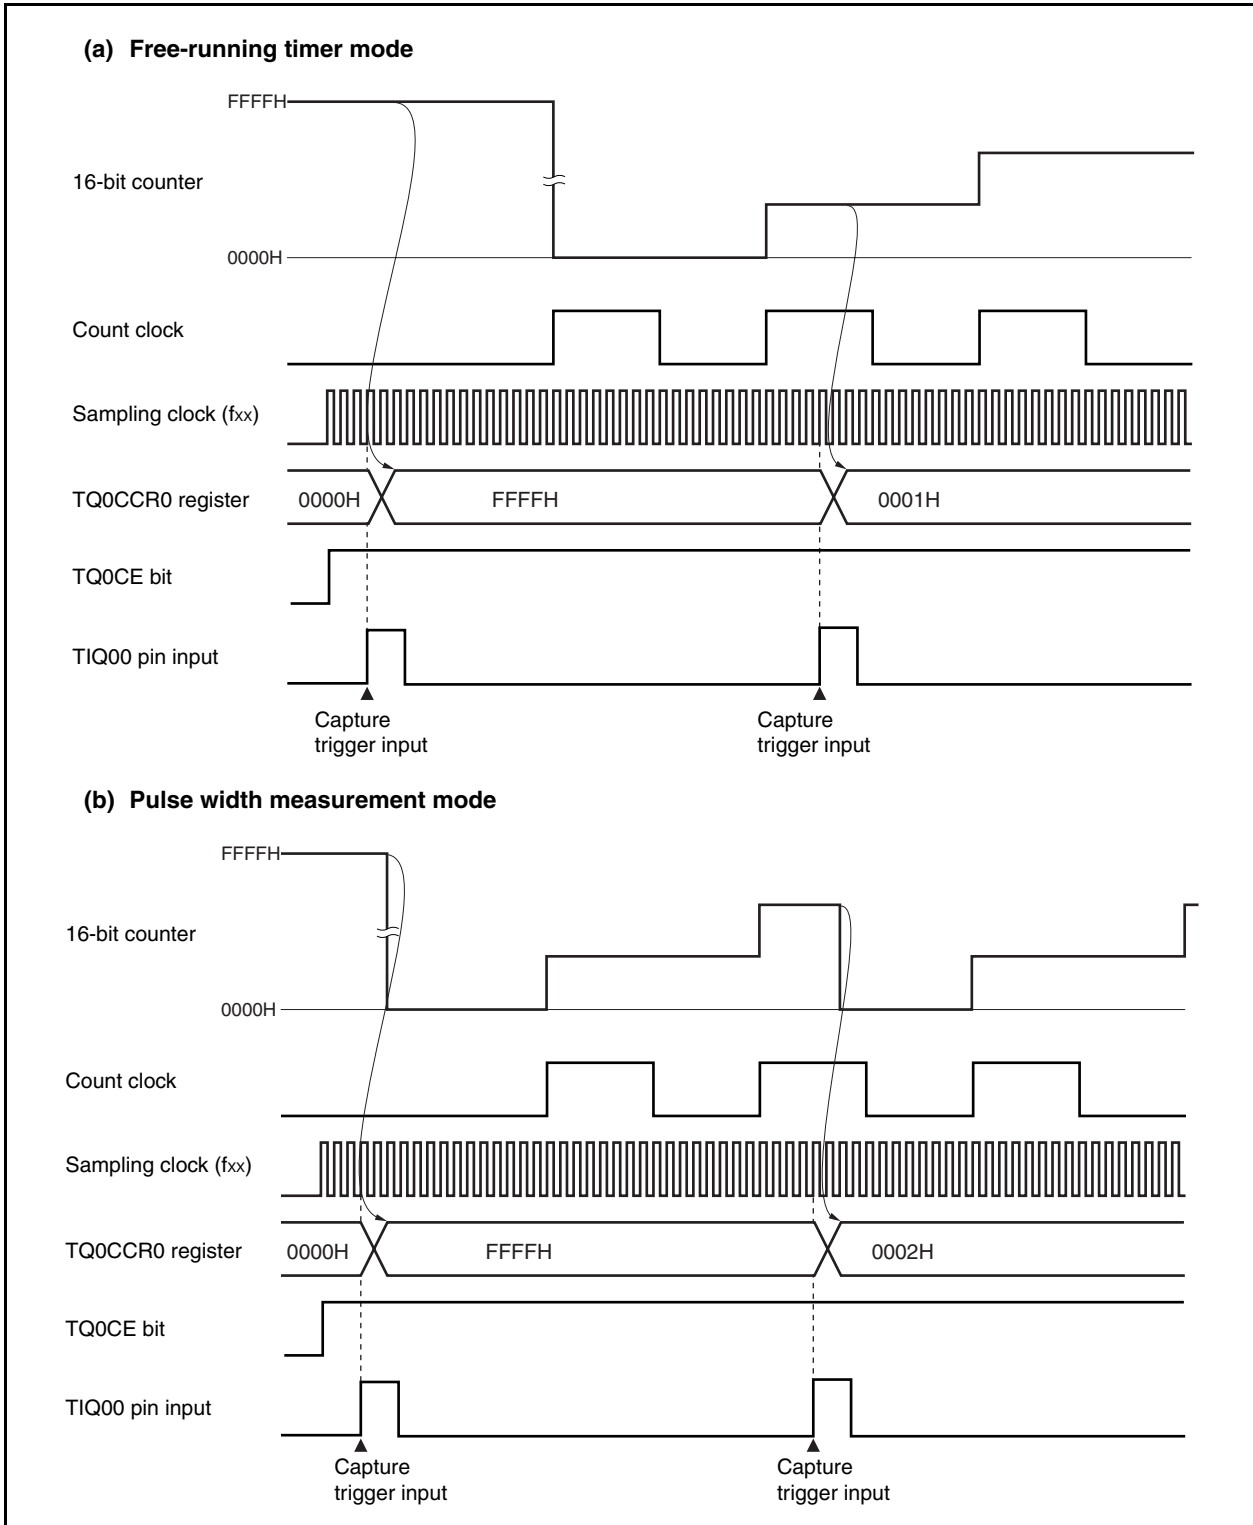 (a) Free-running timer mode
FFFFH
16-bit counter
0000H
Count clock
Sampling clock (fxx)
TQ0CCR0 register 0000H FFFFH 0001H
TQ0CE bit
TIQ00 pin input
Capture
trigger input
Capture
trigger input
(b) Pulse width measurement mode
FFFFH
16-bit counter
0000H
Count clock
Sampling clock (fxx)
TQ0CCR0 register 0000H FFFFH 0002H
TQ0CE bit
TIQ00 pin input
Capture
trigger input
Capture
trigger input